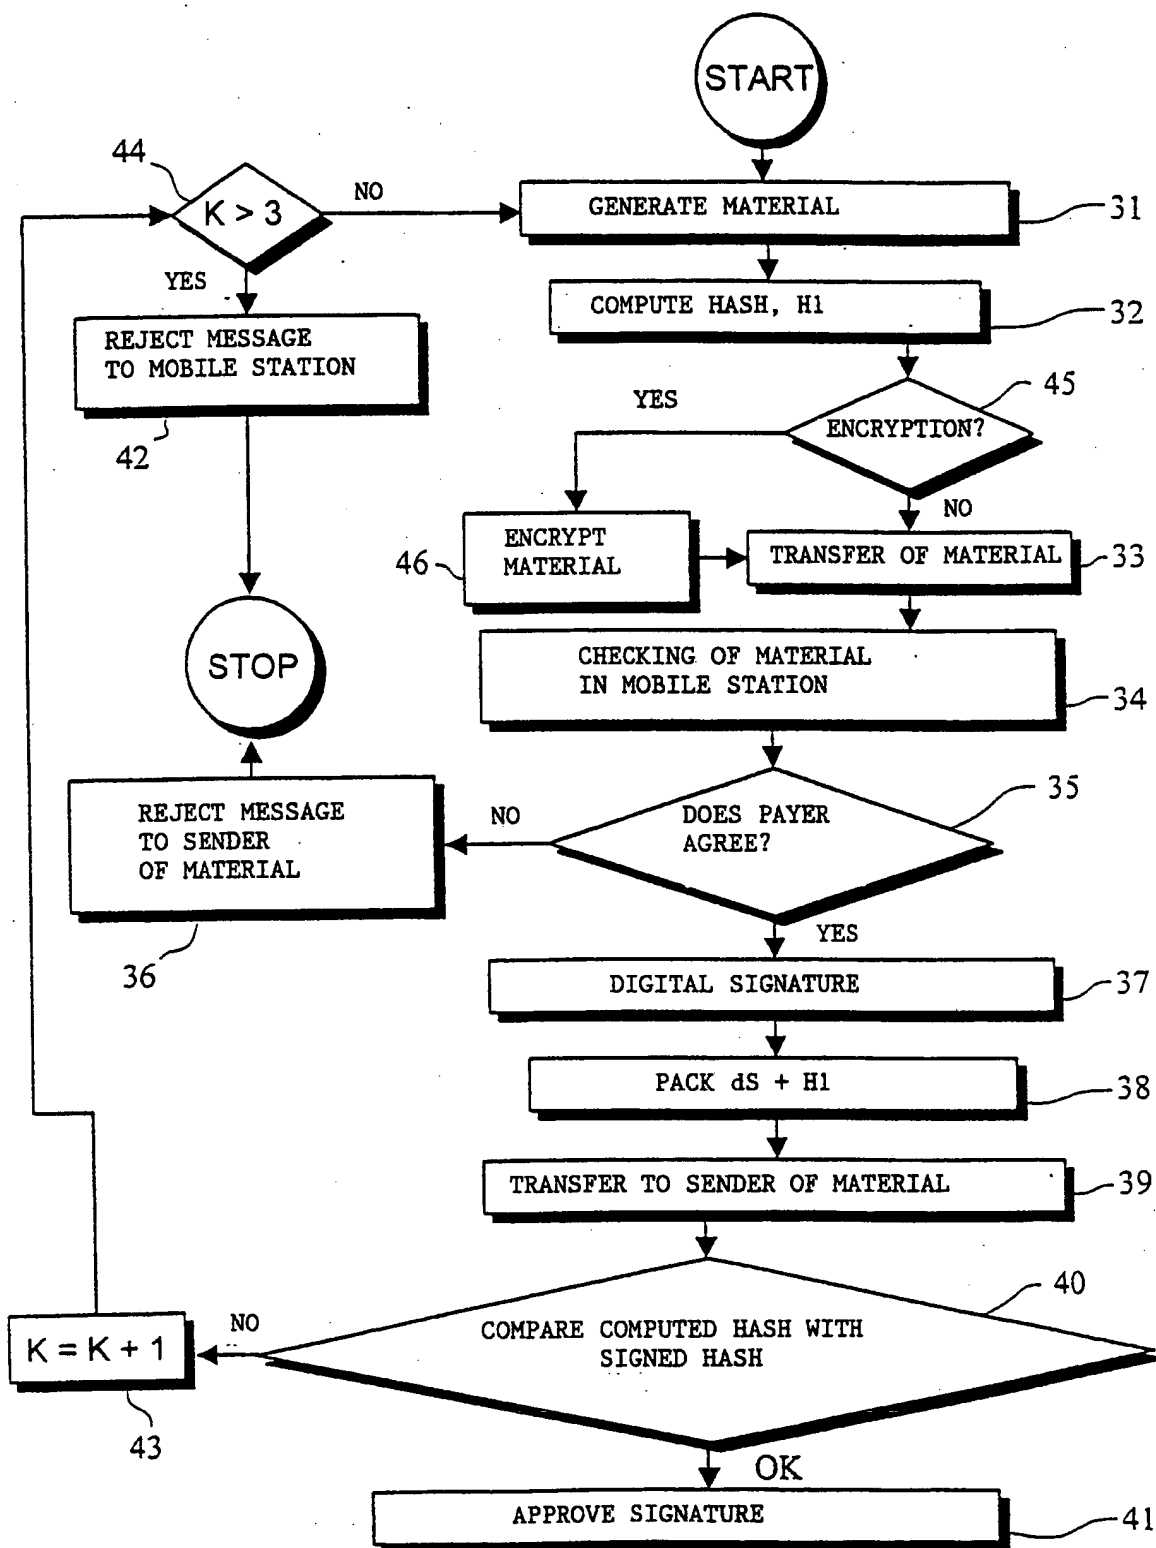 START
44
NO
K > 3
GENERATE MATERIAL
31
YES
COMPUTE HASH, H1
32
REJECT MESSAGE
TO MOBILE STATION
42
45
YES
ENCRYPTION?
NO
ENCRYPT
MATERIAL
46
TRANSFER OF MATERIAL
33
STOP
CHECKING OF MATERIAL
IN MOBILE STATION
34
35
DOES PAYER
AGREE?
NO
REJECT MESSAGE
TO SENDER
OF MATERIAL
36
YES
DIGITAL SIGNATURE
37
PACK dS + H1
38
TRANSFER TO SENDER OF MATERIAL
39
40
COMPARE COMPUTED HASH WITH
SIGNED HASH
NO
K = K + 1
43
OK
APPROVE SIGNATURE
41